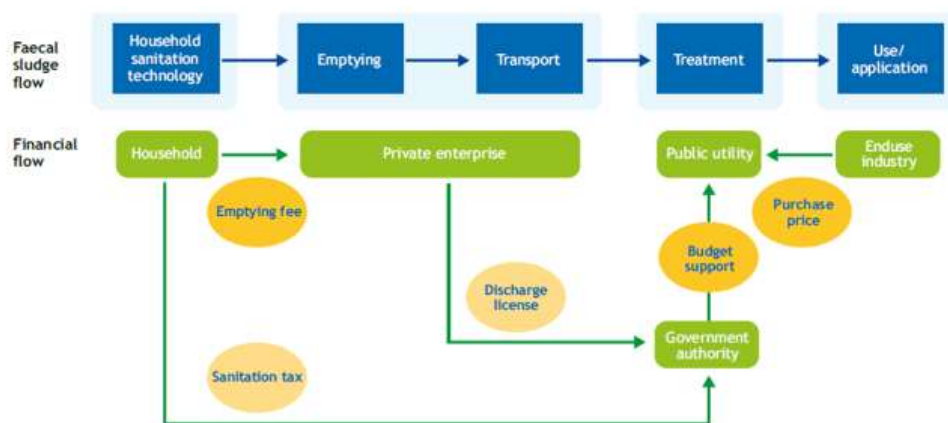 Faecal
sludge
flow
Household
sanitation
technology
Emptying
Transport
Treatment
Use/
application
Financial
flow
Household
Private enterprise
Public utility
Enduse
industry
Emptying fee
Purchase
price
Budget
support
Discharge
license
Government
authority
Sanitation tax